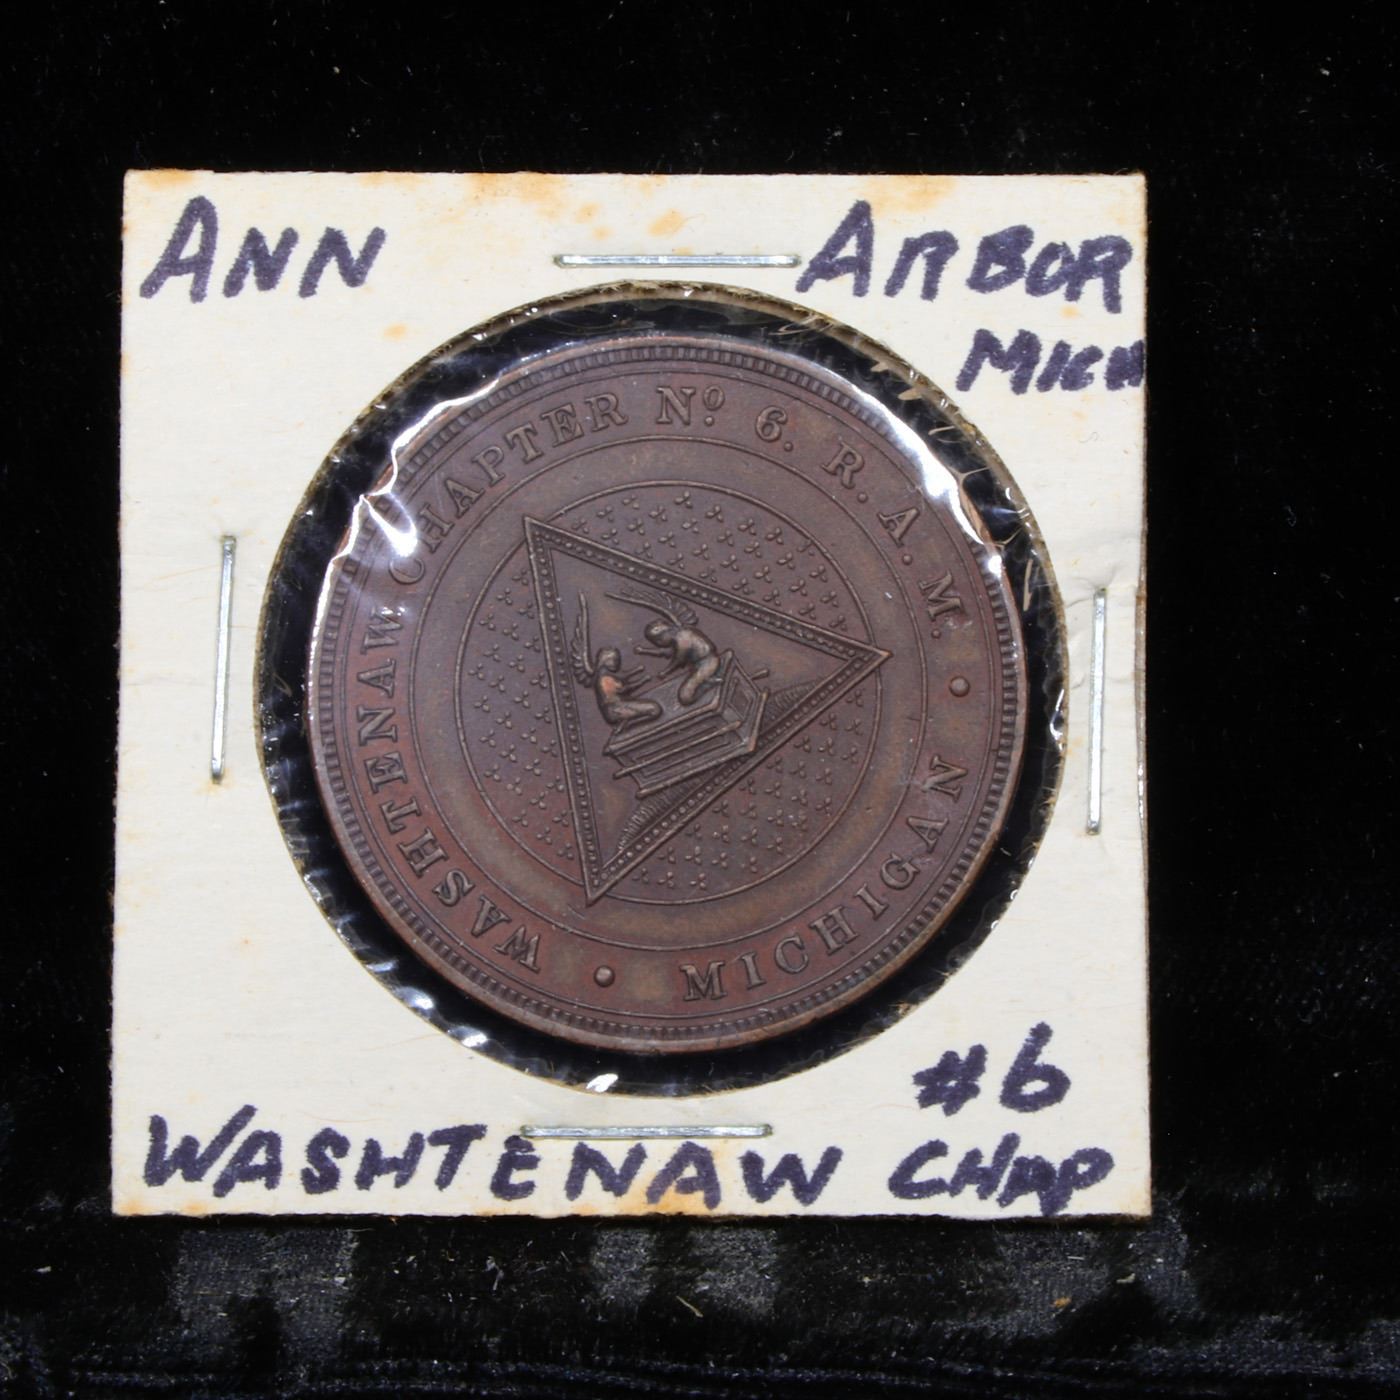 ANN ARBOR
MICH
WASHTENAW CHAPTER Nº 6. R. A. M.
MICHIGAN
#6
WASHTENAW CHAP